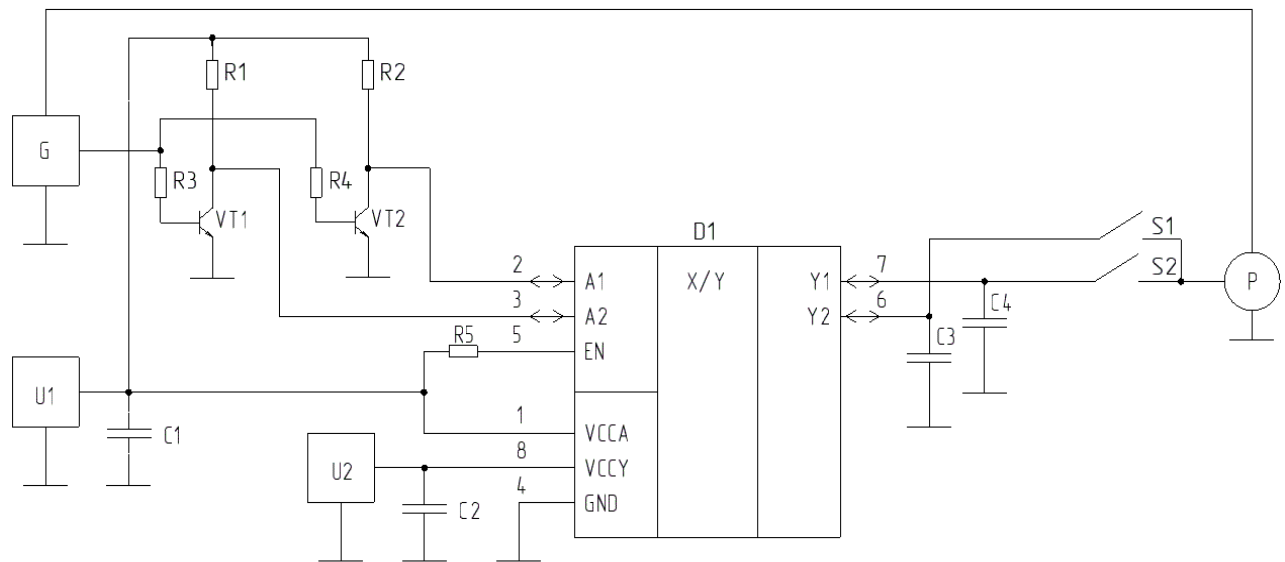 R1
R2
G
R3
R4
VT1
VT2
D1
S1
2
A1
X/Y
Y1
7
S2
P
3
A2
Y2
6
C4
R5
5
EN
C3
U1
C1
1
VCCA
U2
8
VCCY
C2
4
GND